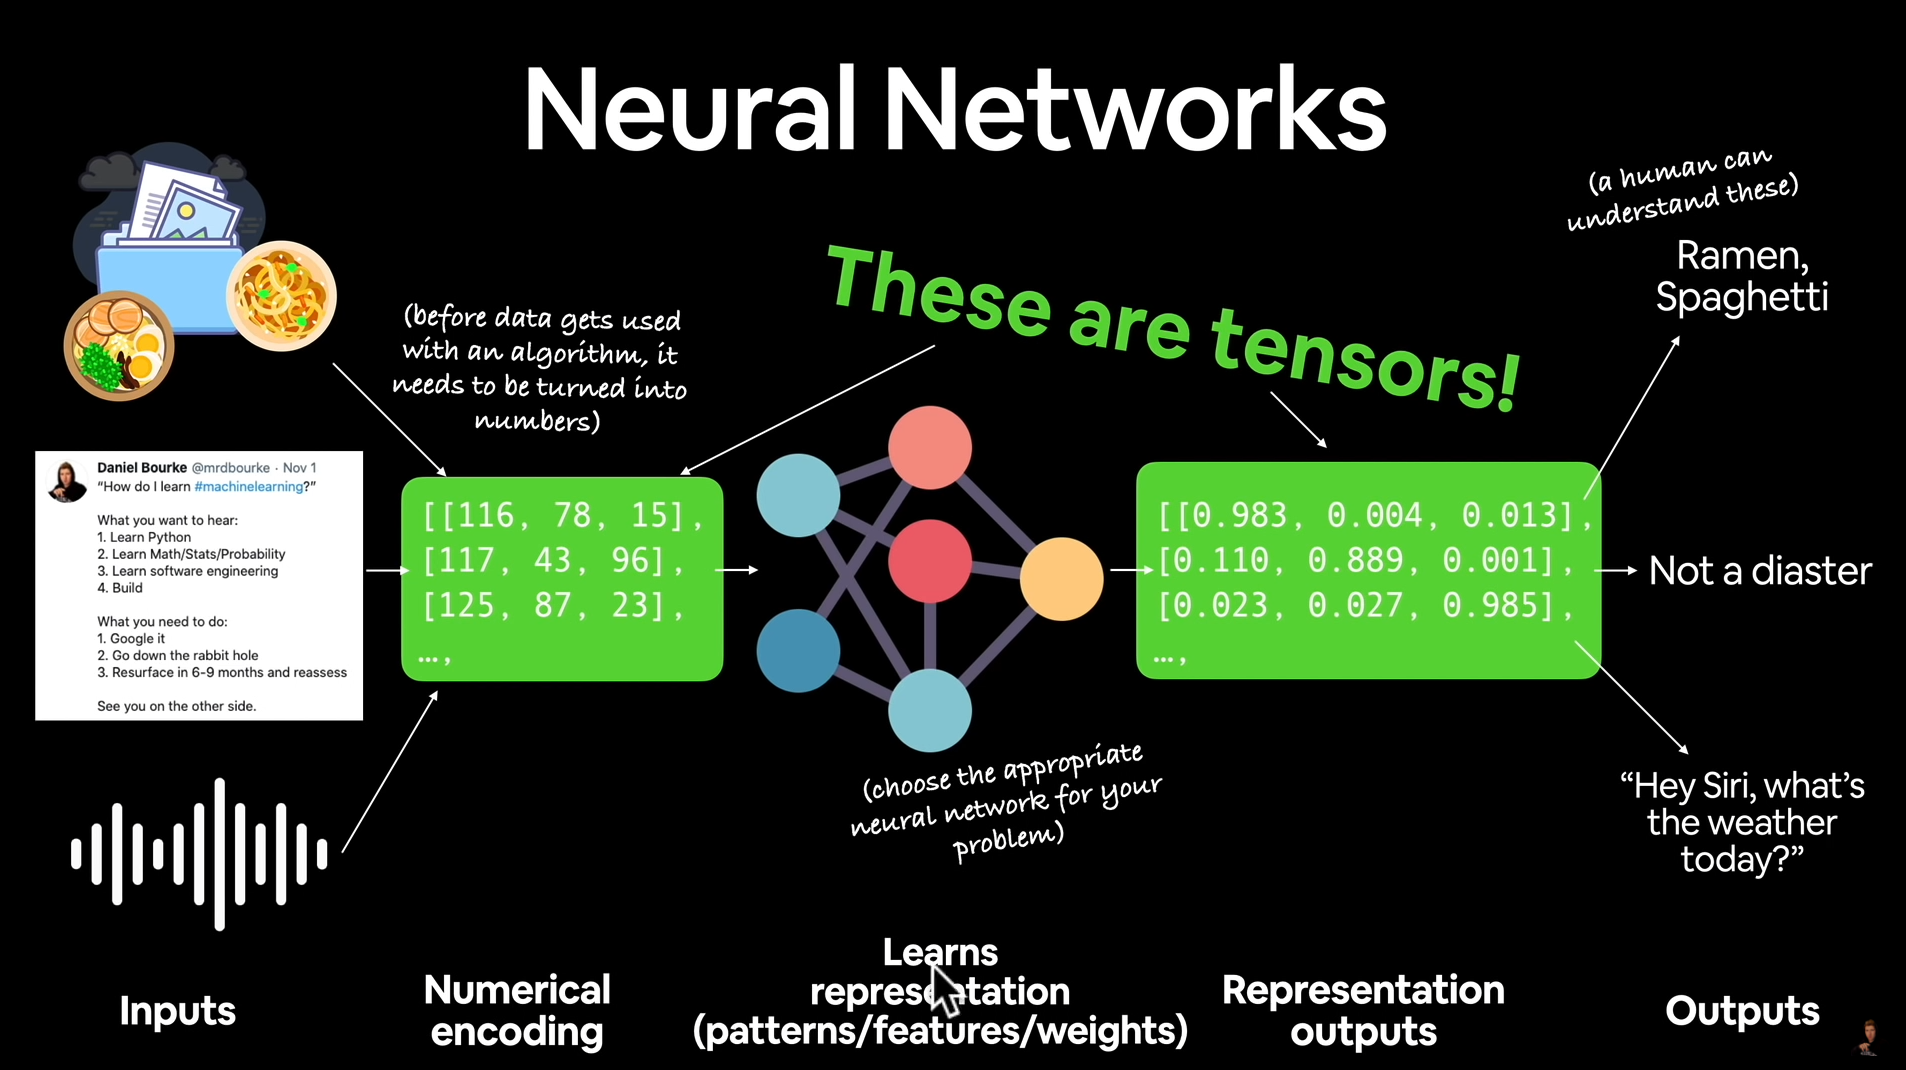 Neural Networks
(a human can
understand these)
Ramen,
Spaghetti
These are tensors!
(before data gets used
with an algorithm, it
needs to be turned into
numbers)
Daniel Bourke @mrdbourke · Nov 1
“How do I learn #machinelearning?”
What you want to hear:
1. Learn Python
2. Learn Math/Stats/Probability
3. Learn software engineering
4. Build
What you need to do:
1. Google it
2. Go down the rabbit hole
3. Resurface in 6-9 months and reassess
See you on the other side.
[[116, 78, 15],
[117, 43, 96],
[125, 87, 23],
…,
[[0.983, 0.004, 0.013],
[0.110, 0.889, 0.001],
[0.023, 0.027, 0.985],
…,
Not a diaster
“Hey Siri, what’s
the weather
today?”
(choose the appropriate
neural network for your
problem)
Inputs
Numerical
encoding
Learns
representation
(patterns/features/weights)
Representation
outputs
Outputs